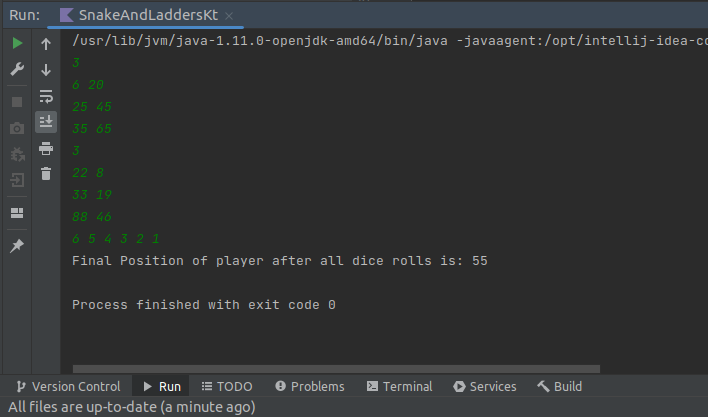 Run: SnakeAndLaddersKt
/usr/lib/jvm/java-1.11.0-openjdk-amd64/bin/java -javaagent:/opt/intellij-idea-co
3
6 20
25 45
35 65
3
22 8
33 19
88 46
6 5 4 3 2 1
Final Position of player after all dice rolls is: 55
Process finished with exit code 0
Version Control Run TODO Problems Terminal Services Build
All files are up-to-date (a minute ago)